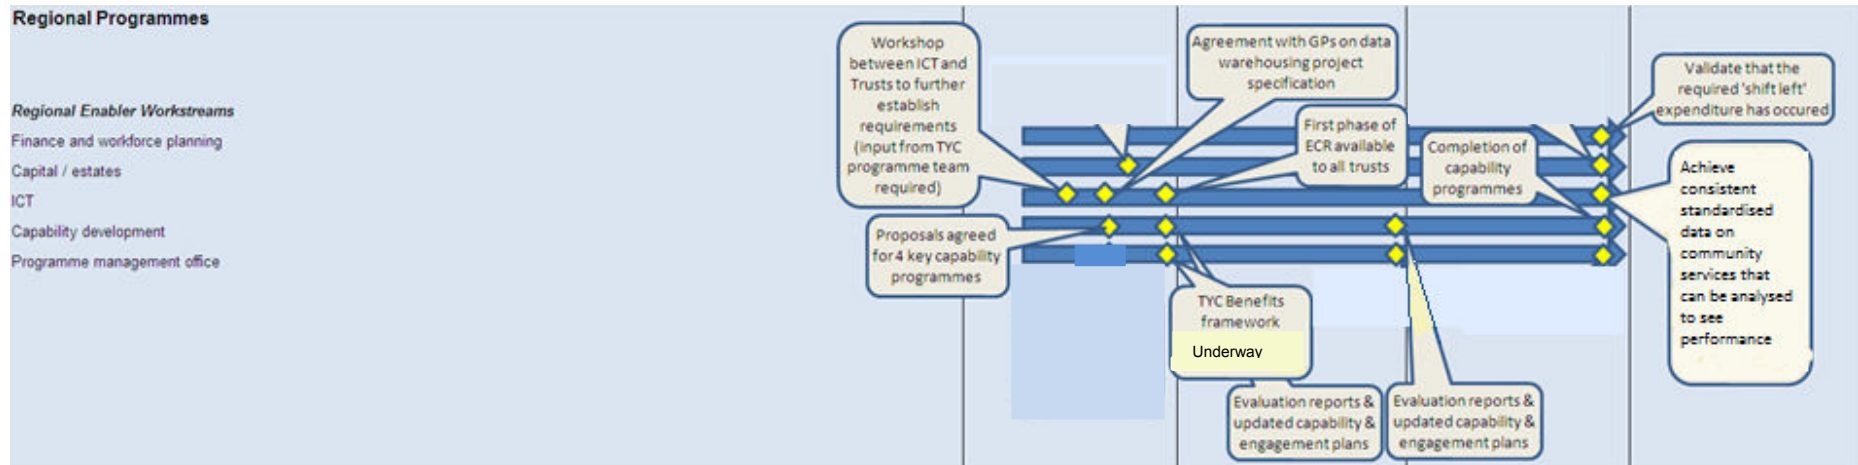 Regional Programmes
Regional Enabler Workstreams
Finance and workforce planning
Capital / estates
ICT
Capability development
Programme management office
Workshop
between ICT and
Trusts to further
establish
requirements
(input from TYC
programme team
required)
Agreement with GPs on data
warehousing project
specification
First phase of
ECR available
to all trusts
Completion of
capability
programmes
Validate that the
required 'shift left'
expenditure has occured
Achieve
consistent
standardised
data on
community
services that
can be analysed
to see
performance
Proposals agreed
for 4 key capability
programmes
TYC Benefits
framework
Underway
Evaluation reports &
updated capability &
engagement plans
Evaluation reports &
updated capability &
engagement plans